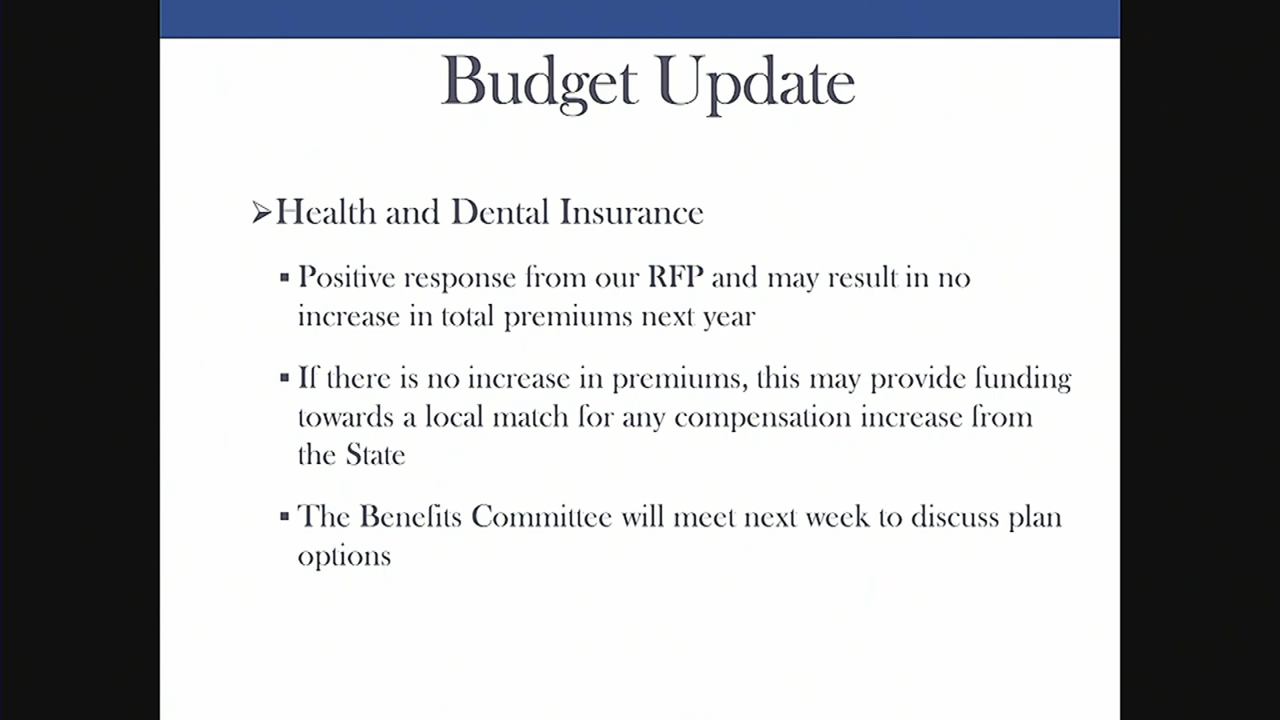 Budget Update
➢Health and Dental Insurance
▪ Positive response from our RFP and may result in no
increase in total premiums next year
▪ If there is no increase in premiums, this may provide funding
towards a local match for any compensation increase from
the State
▪ The Benefits Committee will meet next week to discuss plan
options